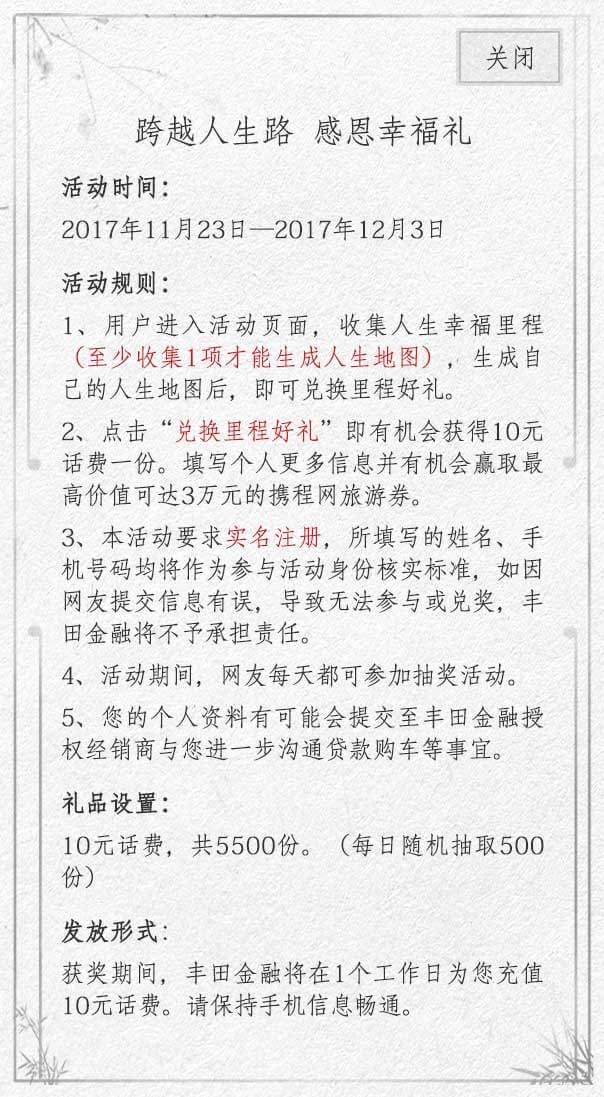 关闭
跨越人生路 感恩幸福礼
活动时间：
2017年11月23日—2017年12月3日
活动规则：
1、用户进入活动页面，收集人生幸福里程
（至少收集1项才能生成人生地图），生成自
己的人生地图后，即可兑换里程好礼。
2、点击“兑换里程好礼”即有机会获得10元
话费一份。填写个人更多信息并有机会赢取最
高价值可达3万元的携程网旅游券。
3、本活动要求实名注册，所填写的姓名、手
机号码均将作为参与活动身份核实标准，如因
网友提交信息有误，导致无法参与或兑奖，丰
田金融将不予承担责任。
4、活动期间，网友每天都可参加抽奖活动。
5、您的个人资料有可能会提交至丰田金融授
权经销商与您进一步沟通贷款购车等事宜。
礼品设置：
10元话费，共5500份。（每日随机抽取500
份）
发放形式：
获奖期间，丰田金融将在1个工作日为您充值
10元话费。请保持手机信息畅通。